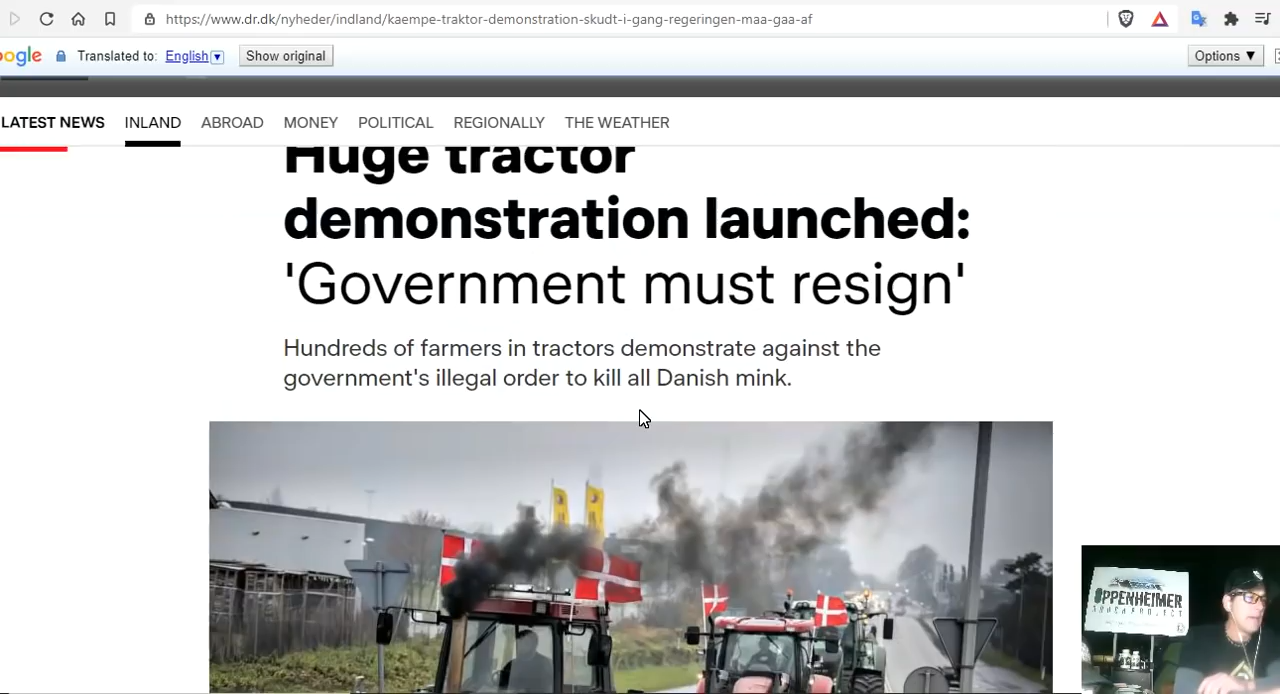 https://www.dr.dk/nyheder/indland/kaempe-traktor-demonstration-skudt-i-gang-regeringen-maa-gaa-af
ogle Translated to: English Show original Options ▼
LATEST NEWS INLAND ABROAD MONEY POLITICAL REGIONALLY THE WEATHER
Huge tractor
demonstration launched:
'Government must resign'
Hundreds of farmers in tractors demonstrate against the
government's illegal order to kill all Danish mink.
OPPENHEIMER